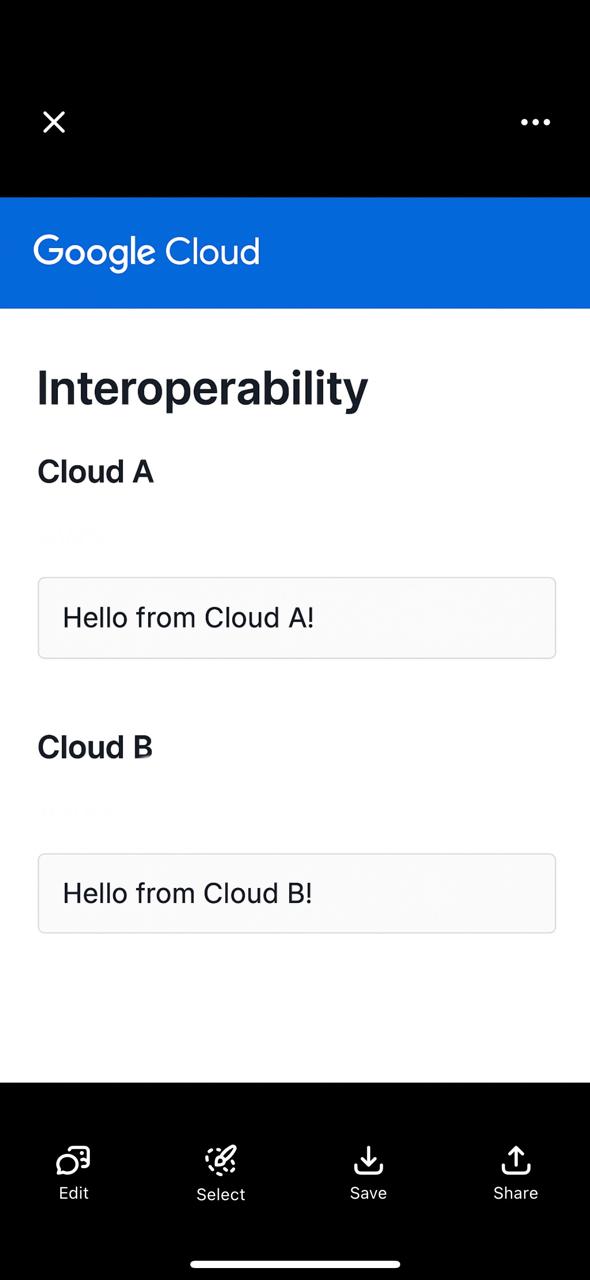 Google Cloud
Interoperability
Cloud A
Hello from Cloud A!
Cloud B
Hello from Cloud B!
Edit
Select
Save
Share